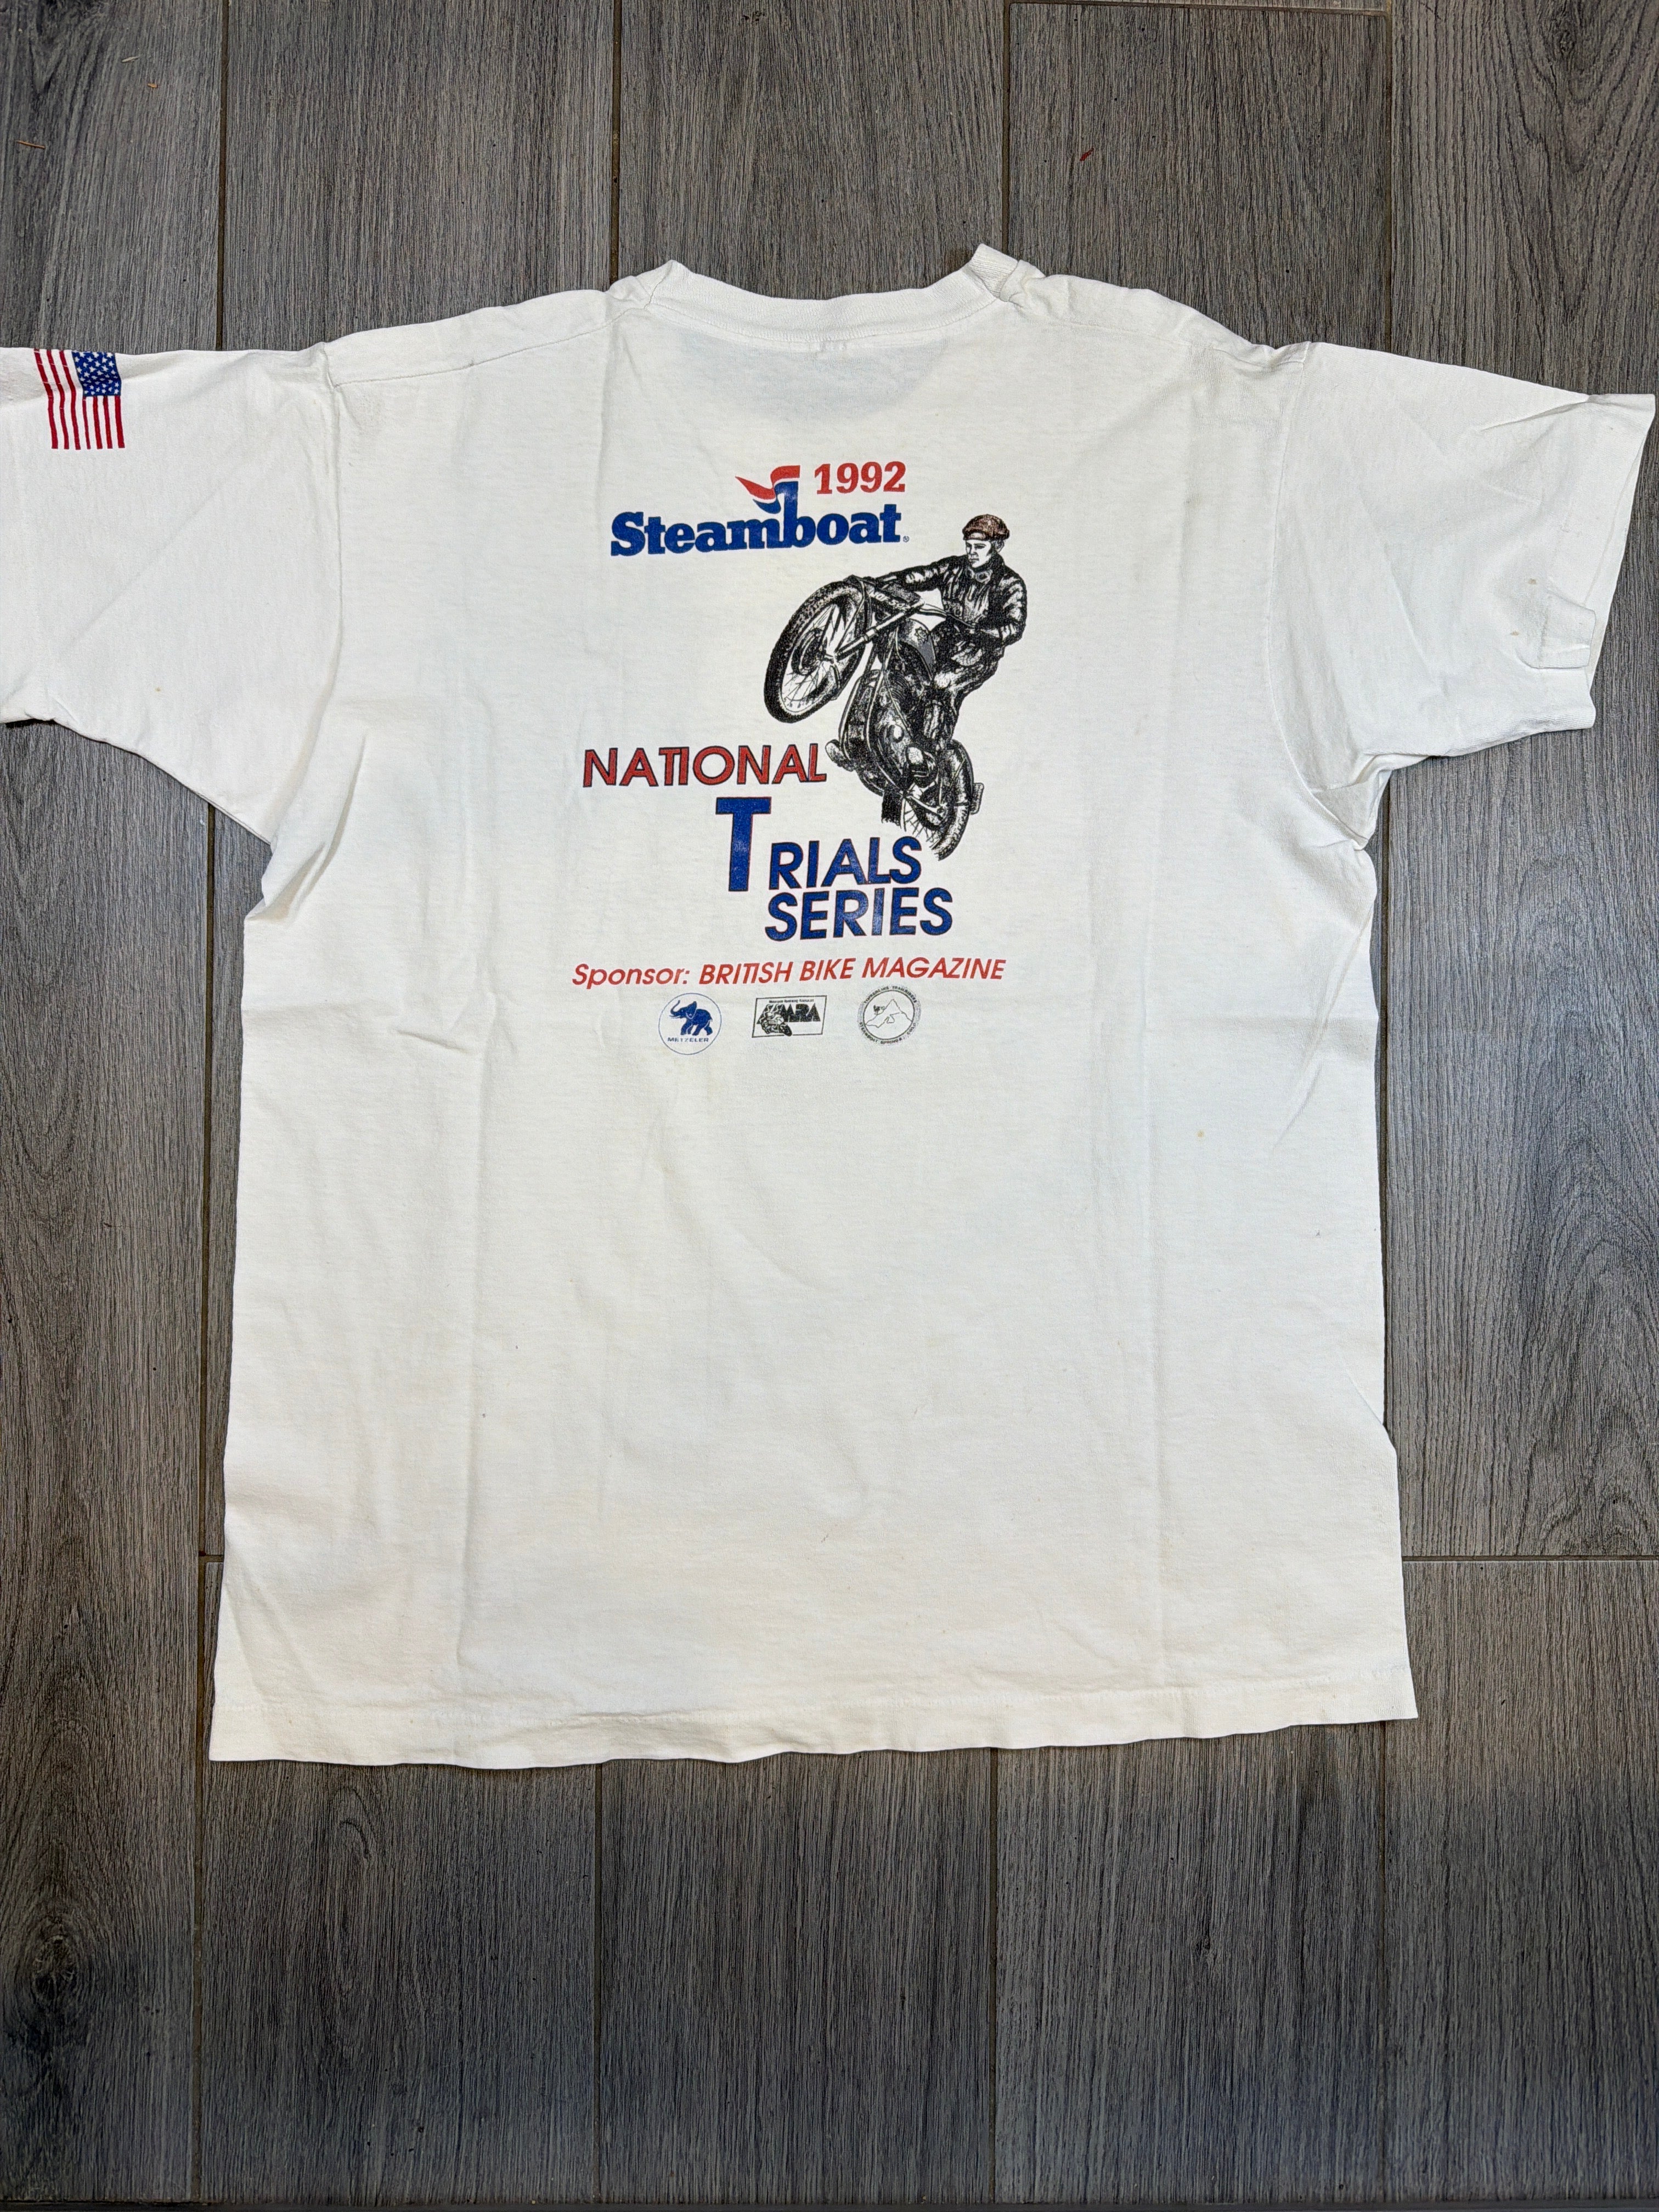 1992
Steamboat®
NATIONAL
TRIALS
SERIES
Sponsor: BRITISH BIKE MAGAZINE
METZELER